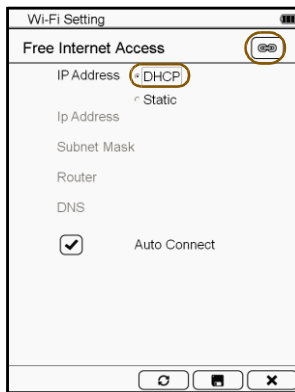 Wi-Fi Setting
Free Internet Access
IP Address DHCP
Static
Ip Address
Subnet Mask
Router
DNS
Auto Connect